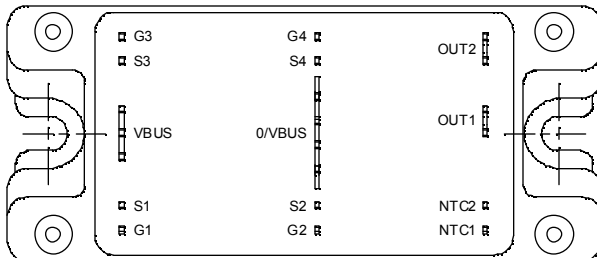 G3 G4 OUT2
S3 S4
VBUS 0/VBUS OUT1
S1 S2 NTC2
G1 G2 NTC1